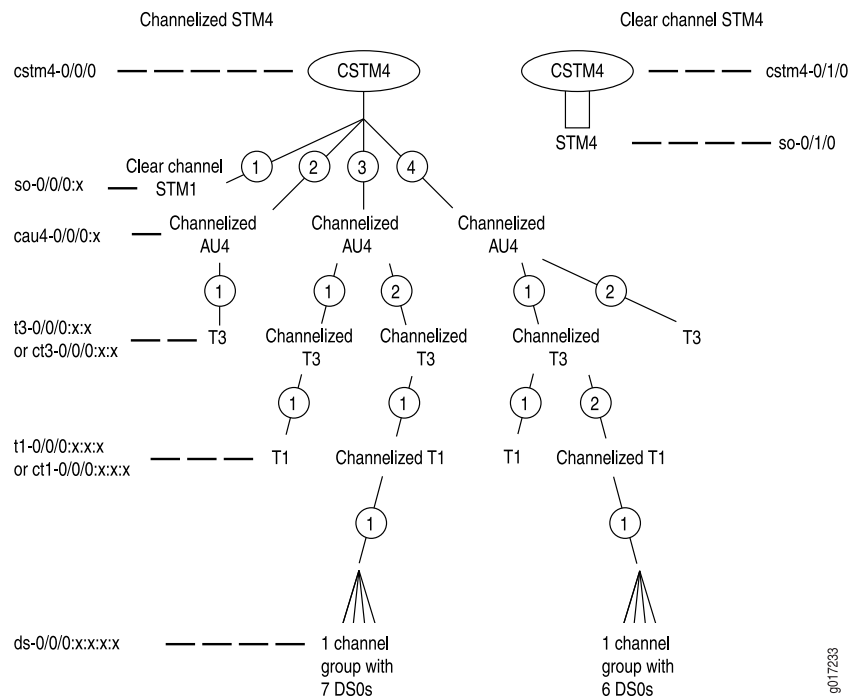 Channelized STM4
Clear channel STM4
cstm4-0/0/0
CSTM4
CSTM4
cstm4-0/1/0
STM4
so-0/1/0
so-0/0/0:x
Clear channel
STM1
1
2
3
4
cau4-0/0/0:x
Channelized
AU4
Channelized
AU4
Channelized
AU4
1
1
2
1
2
t3-0/0/0:x:x
or ct3-0/0/0:x:x
T3
Channelized
T3
Channelized
T3
Channelized
T3
T3
1
1
1
2
t1-0/0/0:x:x:x
or ct1-0/0/0:x:x:x
T1
Channelized T1
T1
Channelized T1
1
1
ds-0/0/0:x:x:x:x
1 channel
group with
7 DS0s
1 channel
group with
6 DS0s
g017233